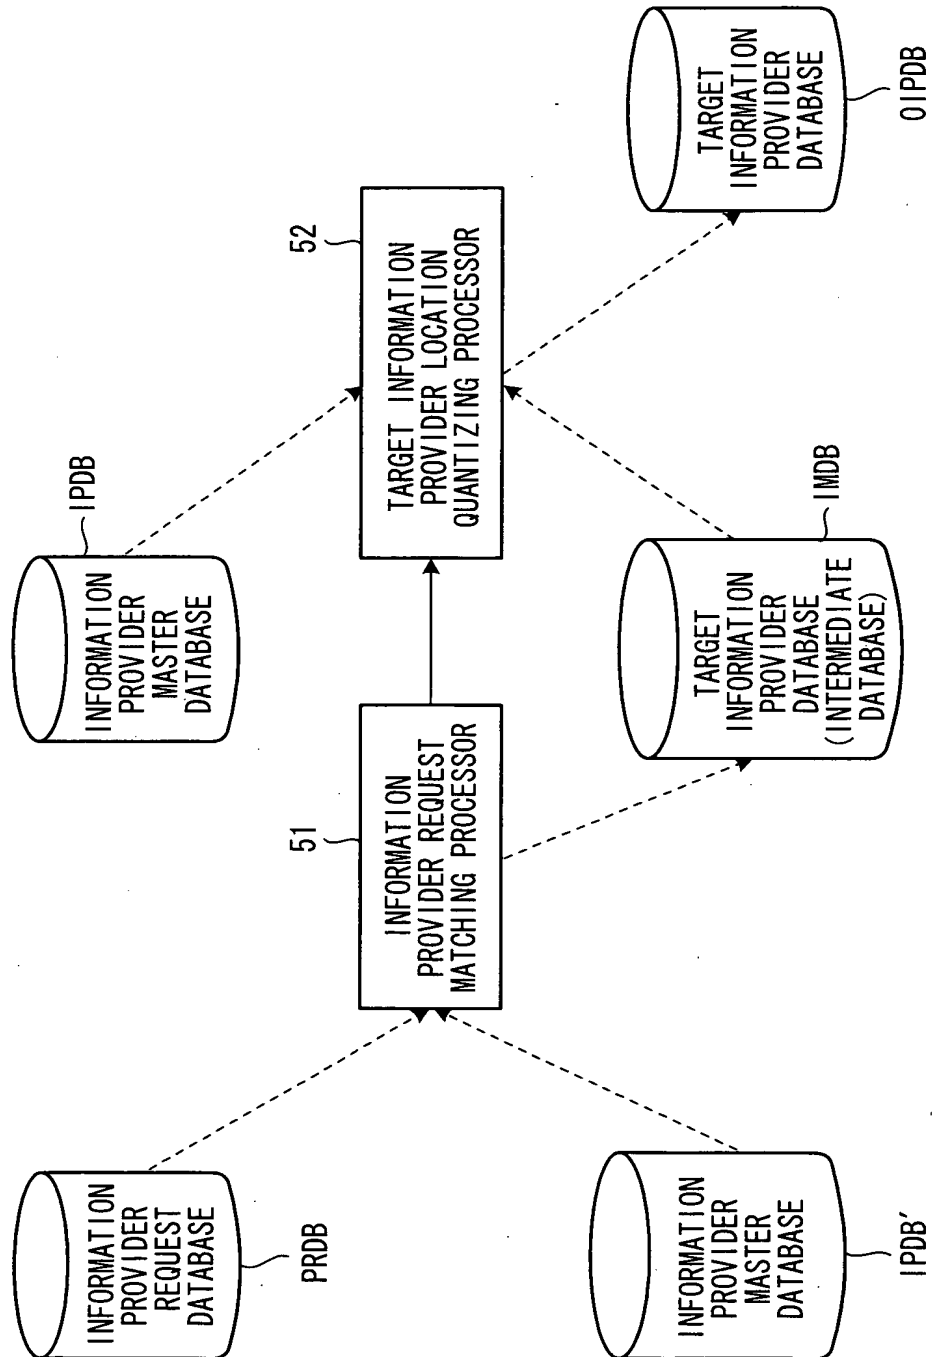 INFORMATION
PROVIDER
REQUEST
DATABASE
PRDB
INFORMATION
PROVIDER
MASTER
DATABASE
IPDB′
51
INFORMATION
PROVIDER REQUEST
MATCHING PROCESSOR
INFORMATION
PROVIDER
MASTER
DATABASE
IPDB
TARGET
INFORMATION
PROVIDER
DATABASE
(INTERMEDIATE
DATABASE)
IMDB
52
TARGET INFORMATION
PROVIDER LOCATION
QUANTIZING PROCESSOR
TARGET
INFORMATION
PROVIDER
DATABASE
OIPDB